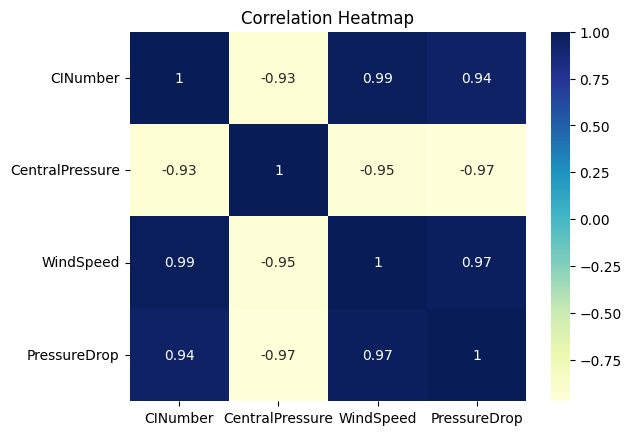 Correlation Heatmap
CINumber 1 -0.93 0.99 0.94
CentralPressure -0.93 1 -0.95 -0.97
WindSpeed 0.99 -0.95 1 0.97
PressureDrop 0.94 -0.97 0.97 1
CINumber CentralPressure WindSpeed PressureDrop
1.00
0.75
0.50
0.25
0.00
−0.25
−0.50
−0.75